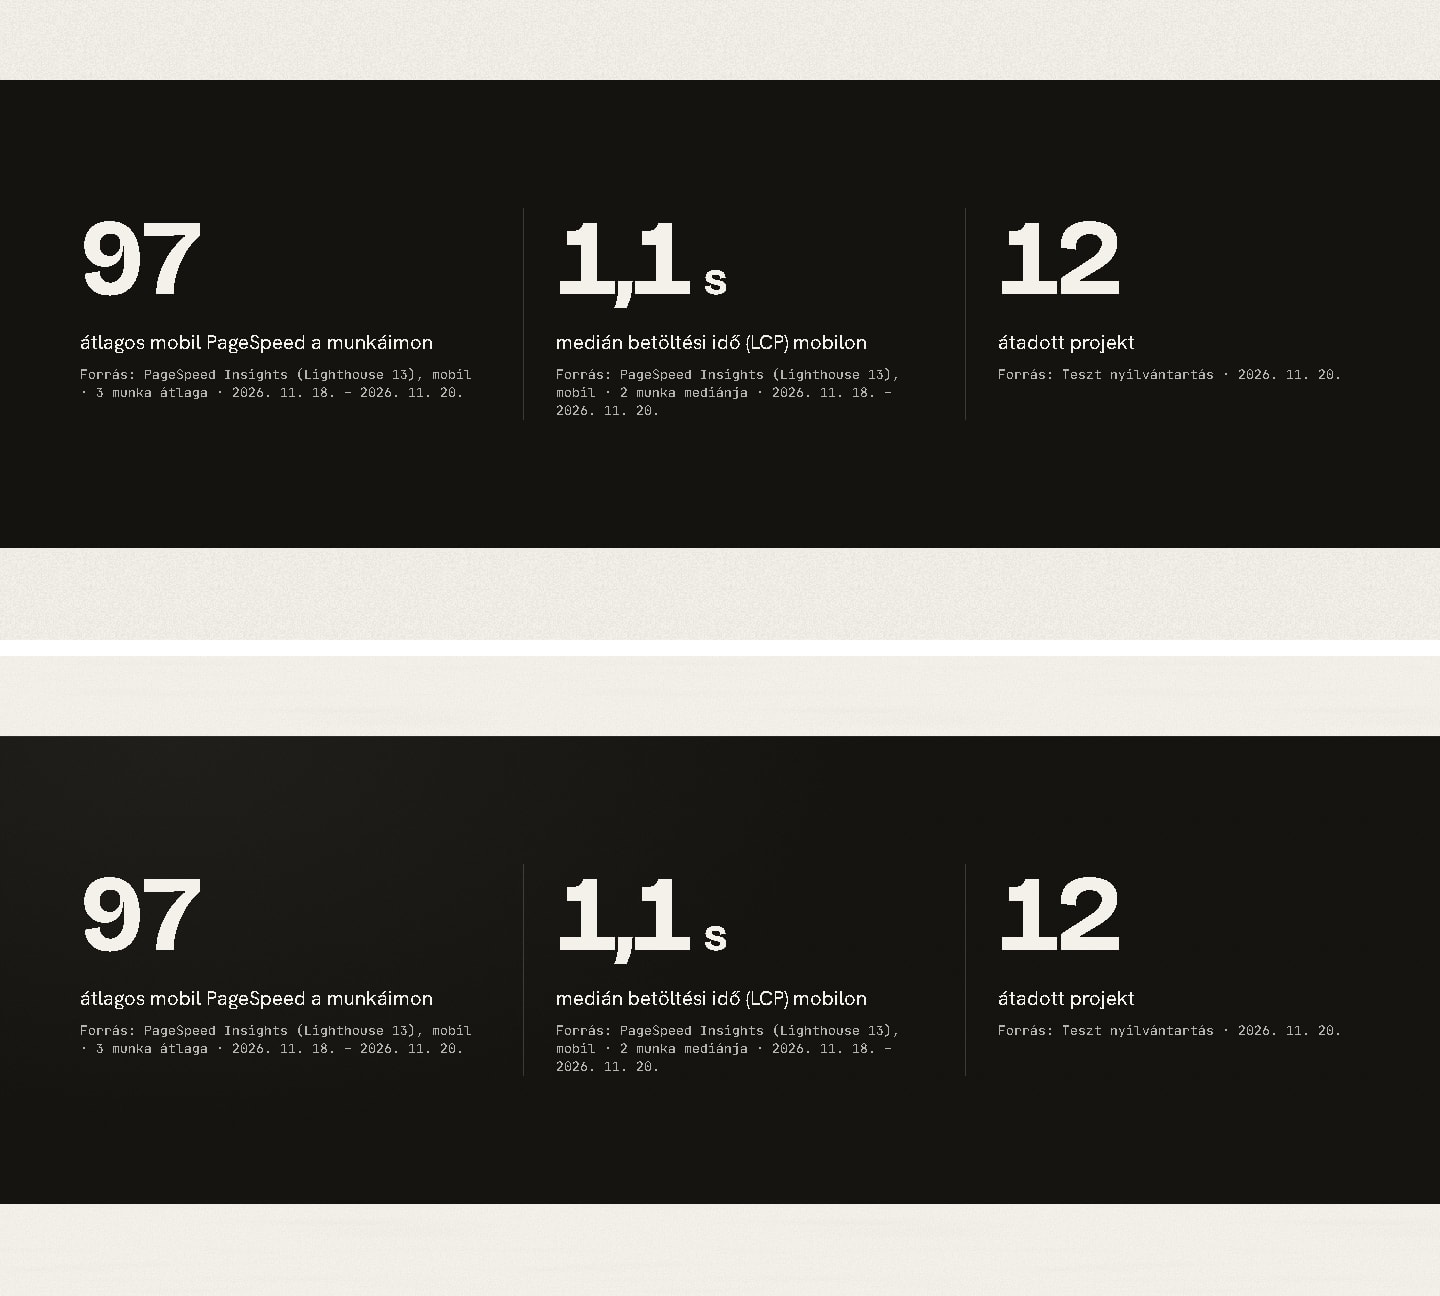 97
átlagos mobil PageSpeed a munkáimon
Forrás: PageSpeed Insights (Lighthouse 13), mobil
· 3 munka átlaga · 2026. 11. 18. – 2026. 11. 20.
1,1 s
medián betöltési idő (LCP) mobilon
Forrás: PageSpeed Insights (Lighthouse 13),
mobil · 2 munka mediánja · 2026. 11. 18. –
2026. 11. 20.
12
átadott projekt
Forrás: Teszt nyilvántartás · 2026. 11. 20.
97
átlagos mobil PageSpeed a munkáimon
Forrás: PageSpeed Insights (Lighthouse 13), mobil
· 3 munka átlaga · 2026. 11. 18. – 2026. 11. 20.
1,1 s
medián betöltési idő (LCP) mobilon
Forrás: PageSpeed Insights (Lighthouse 13),
mobil · 2 munka mediánja · 2026. 11. 18. –
2026. 11. 20.
12
átadott projekt
Forrás: Teszt nyilvántartás · 2026. 11. 20.